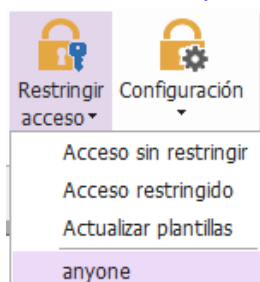 Restringir Configuración
acceso
Acceso sin restringir
Acceso restringido
Actualizar plantillas
anyone